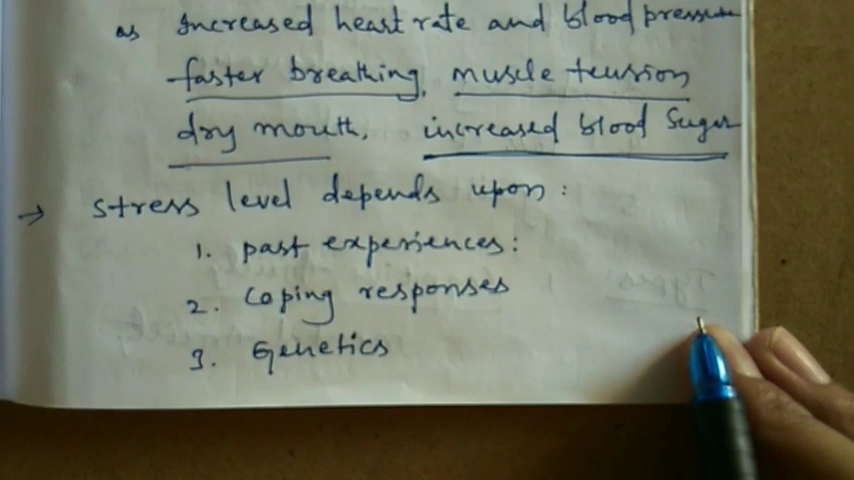 as increased heart rate and blood pressure
faster breathing, muscle tension
dry mouth, increased blood Sugar
→ stress level depends upon:
1. past experiences:
2. Coping responses
3. Genetics
Types